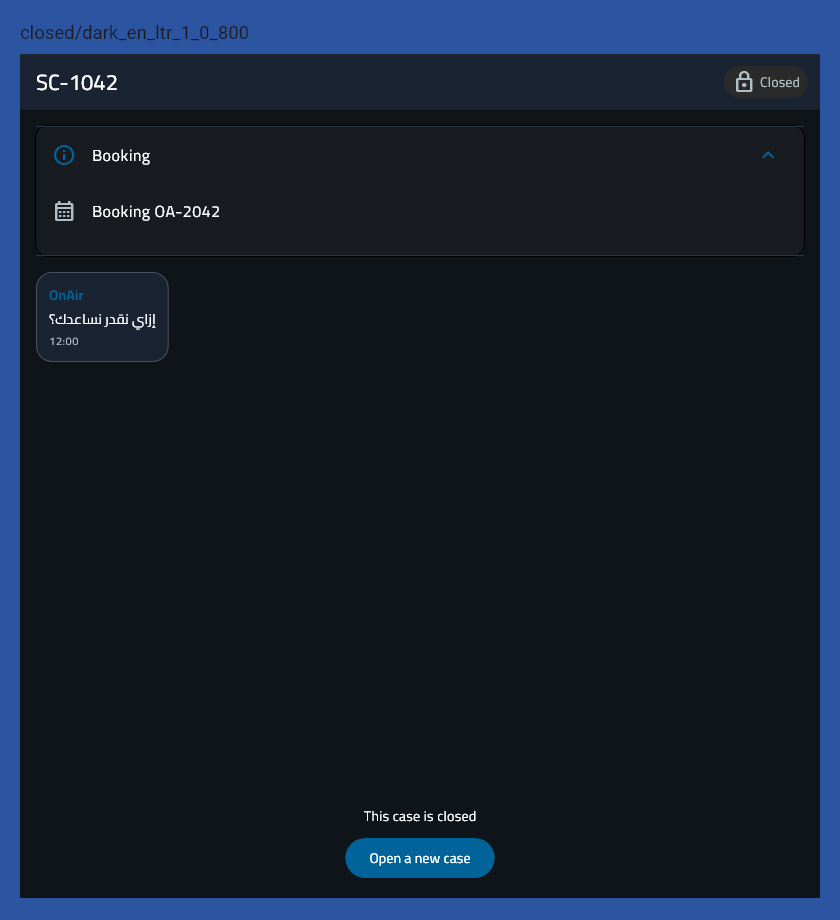 closed/dark_en_ltr_1_0_800
SC-1042
Closed
Booking
Booking OA-2042
OnAir
إزاي نقدر نساعدك؟
12:00
This case is closed
Open a new case